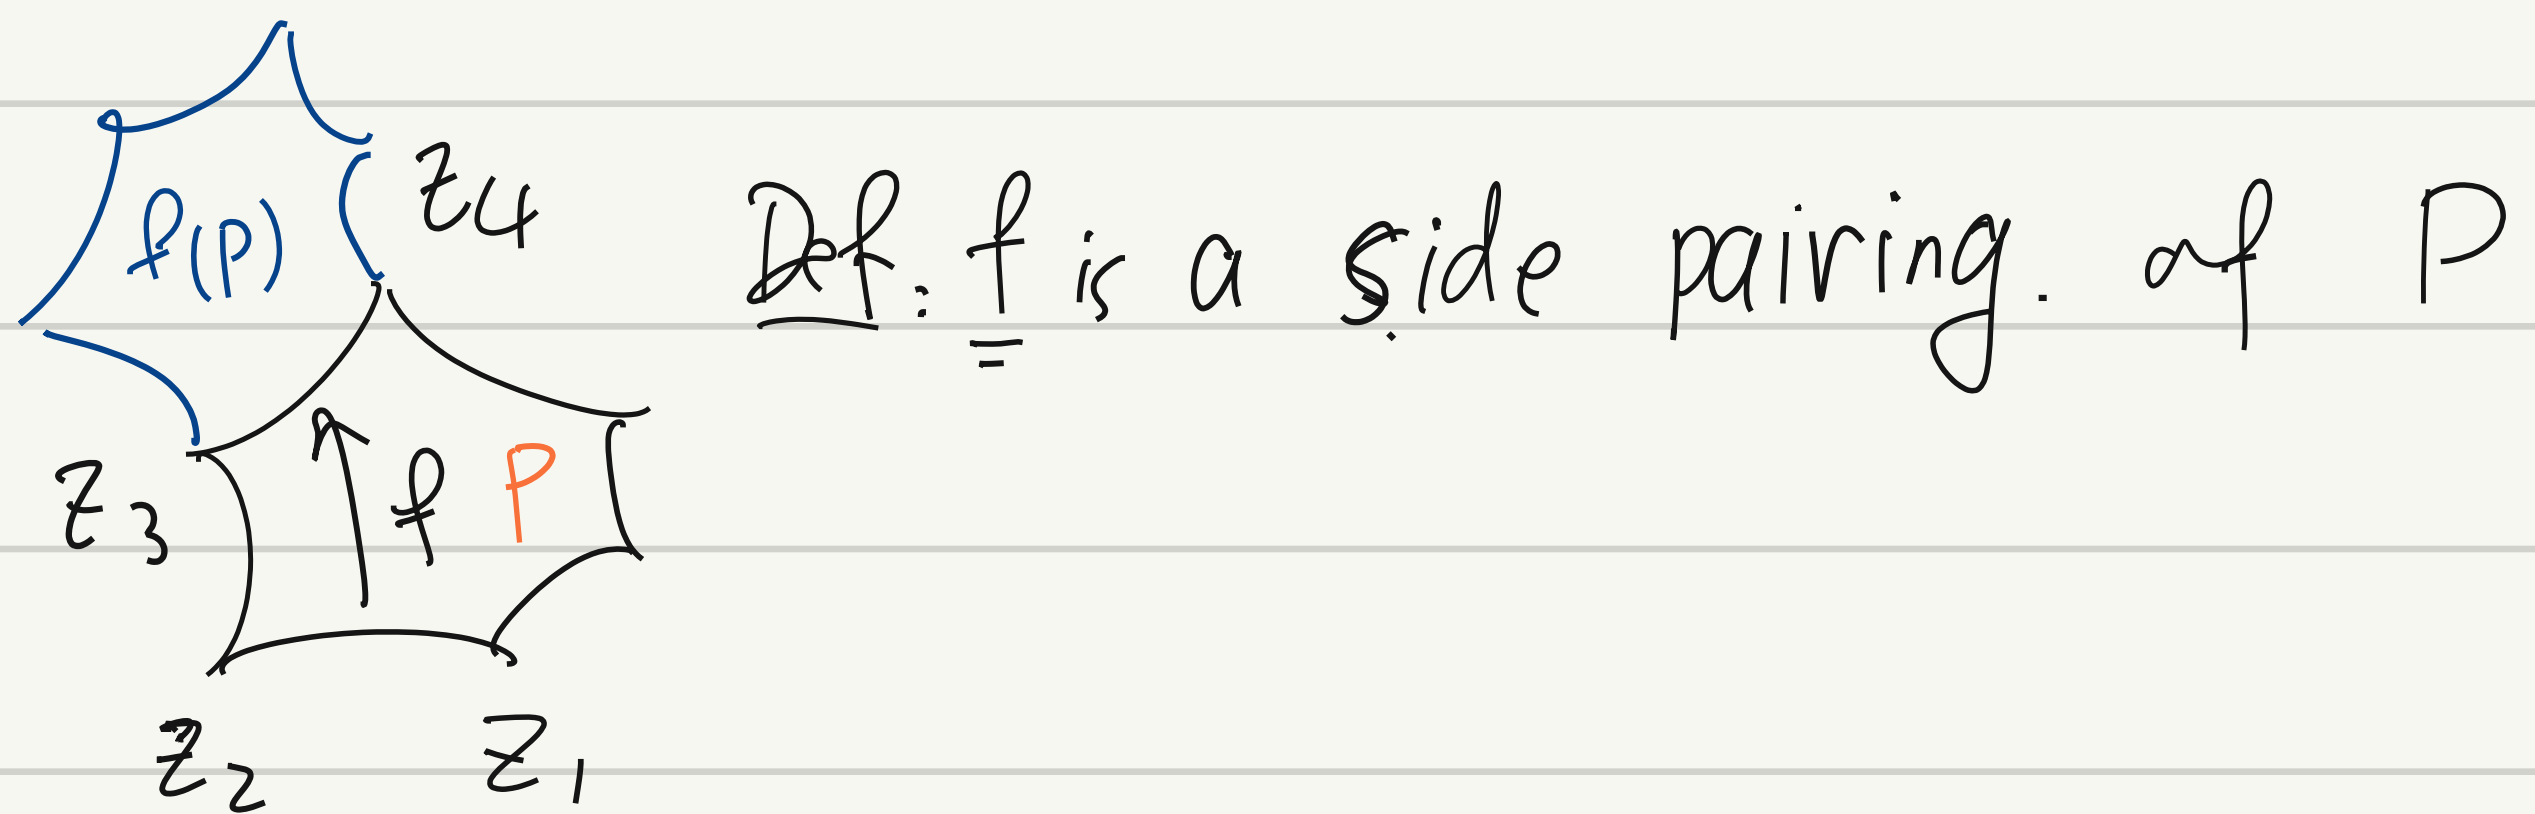 z4
f(P)
Def: f is a side pairing. of P
z3
f
P
z2
z1